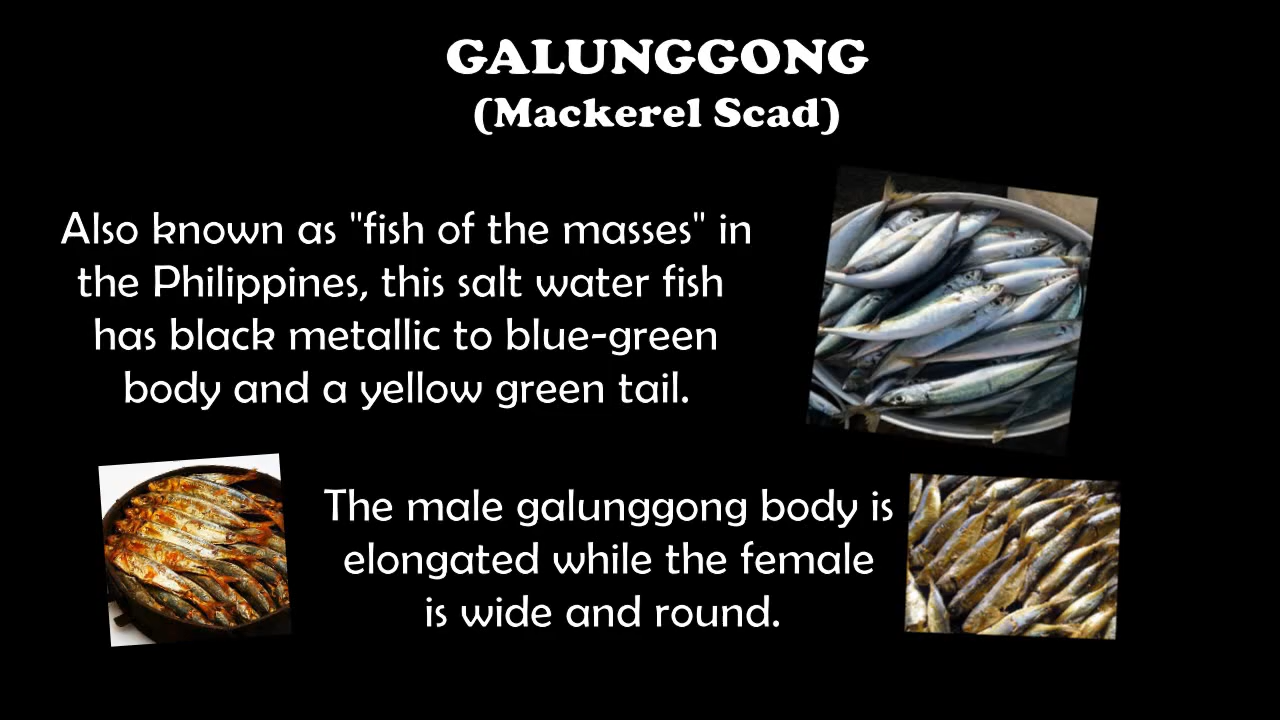 GALUNGGONG
(Mackerel Scad)
Also known as "fish of the masses" in
the Philippines, this salt water fish
has black metallic to blue-green
body and a yellow green tail.
The male galunggong body is
elongated while the female
is wide and round.